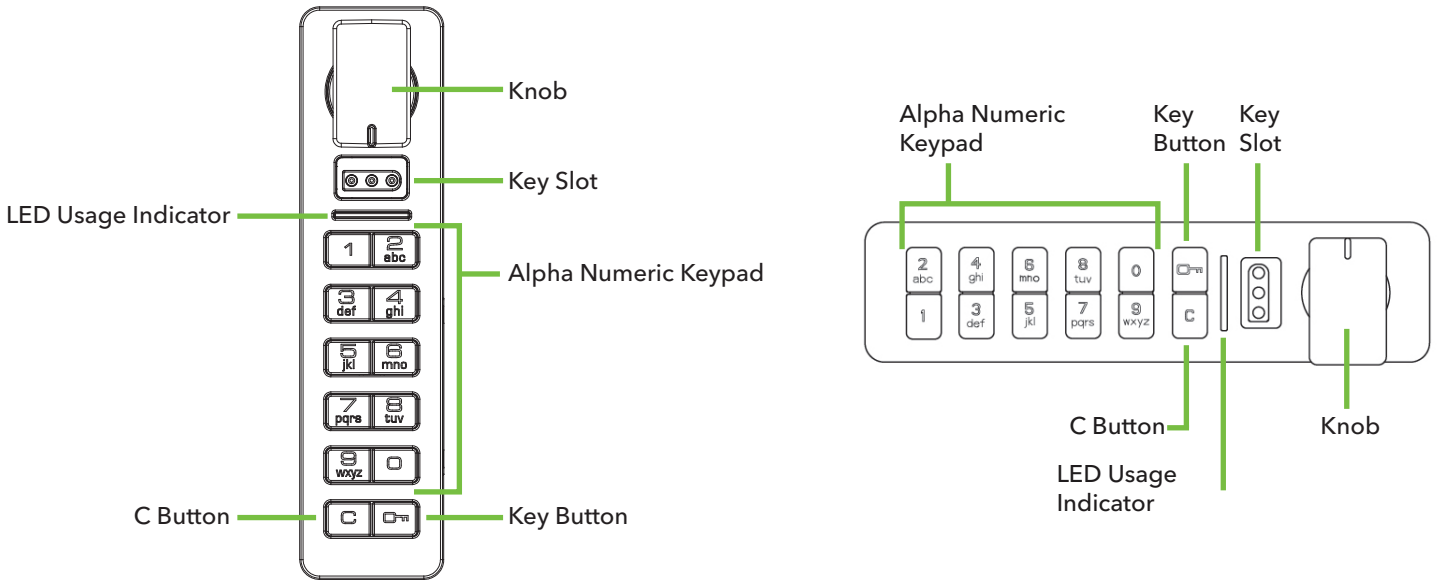 Knob
Key Slot
LED Usage Indicator
1 2
abc
Alpha Numeric Keypad
3 4
def ghi
5 6
jkl mno
7 8
pqrs tuv
9 0
wxyz
C Button
C
Key Button
Alpha Numeric
Keypad
Key
Button
Key
Slot
2 4 6 8 0
abc ghi mno tuv
1 3 5 7 9 C
def jkl pqrs wxyz
C Button
Knob
LED Usage
Indicator